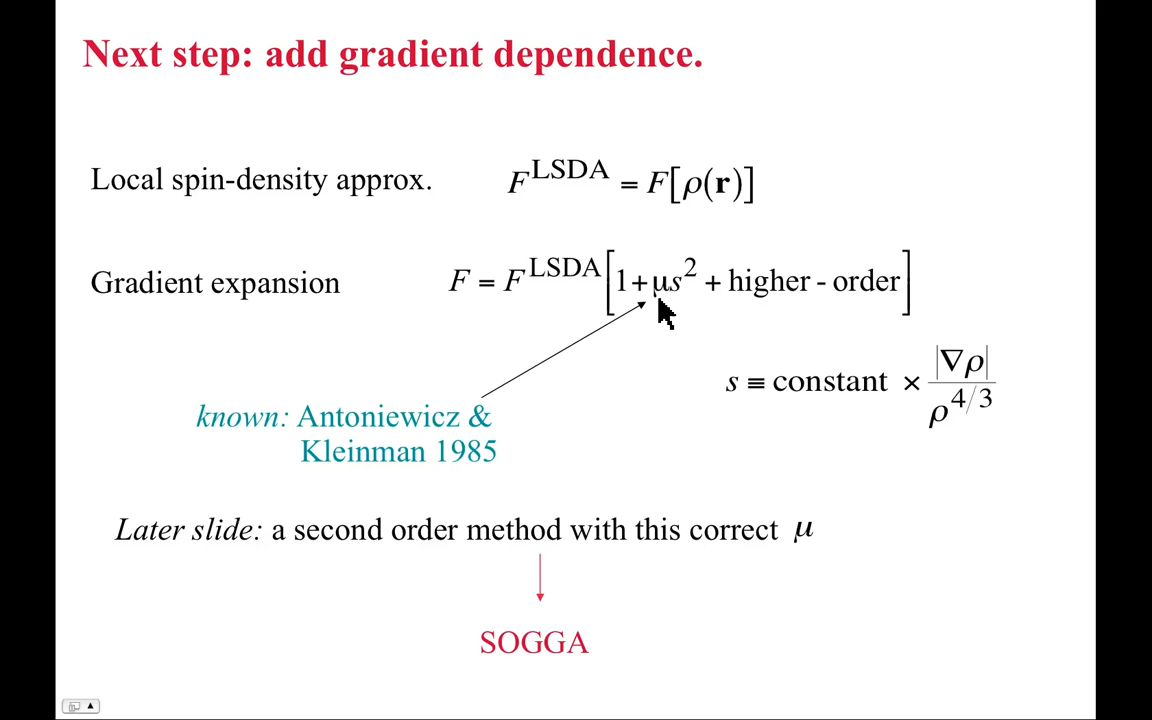 Next step: add gradient dependence.
Local spin-density approx. F^LSDA = F[ρ(r)]
Gradient expansion F = F^LSDA [1+μs² + higher - order]
s ≡ constant × |∇ρ| / ρ^4/3
known: Antoniewicz &
Kleinman 1985
Later slide: a second order method with this correct μ
SOGGA